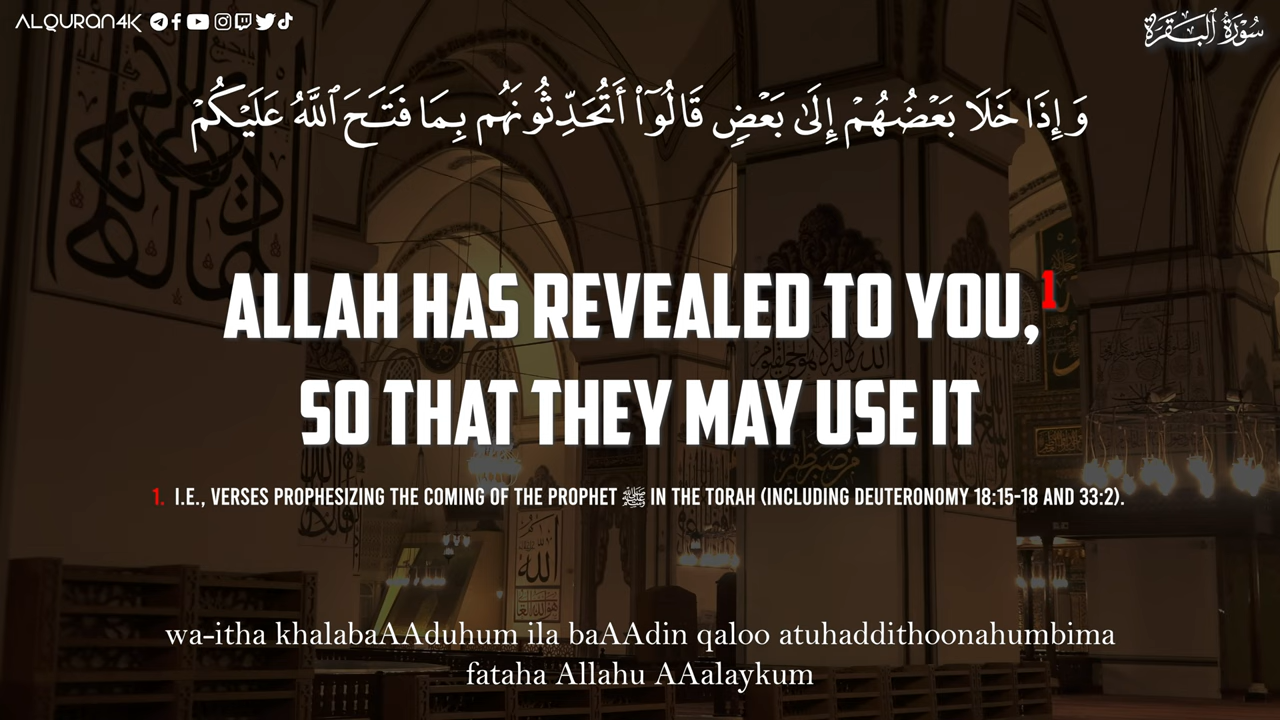 ALQURAN4K
سُورَةُ ٱلْبَقَرَةِ
وَإِذَا خَلَا بَعْضُهُمْ إِلَىٰ بَعْضٍ قَالُوٓا۟ أَتُحَدِّثُونَهُم بِمَا فَتَحَ ٱللَّهُ عَلَيْكُمْ
ALLAH HAS REVEALED TO YOU,1
SO THAT THEY MAY USE IT
1. I.E., VERSES PROPHESIZING THE COMING OF THE PROPHET ﷺ IN THE TORAH (INCLUDING DEUTERONOMY 18:15-18 AND 33:2).
الله
wa-itha khalabaAAduhum ila baAAdin qaloo atuhaddithoonahumbima
fataha Allahu AAalaykum